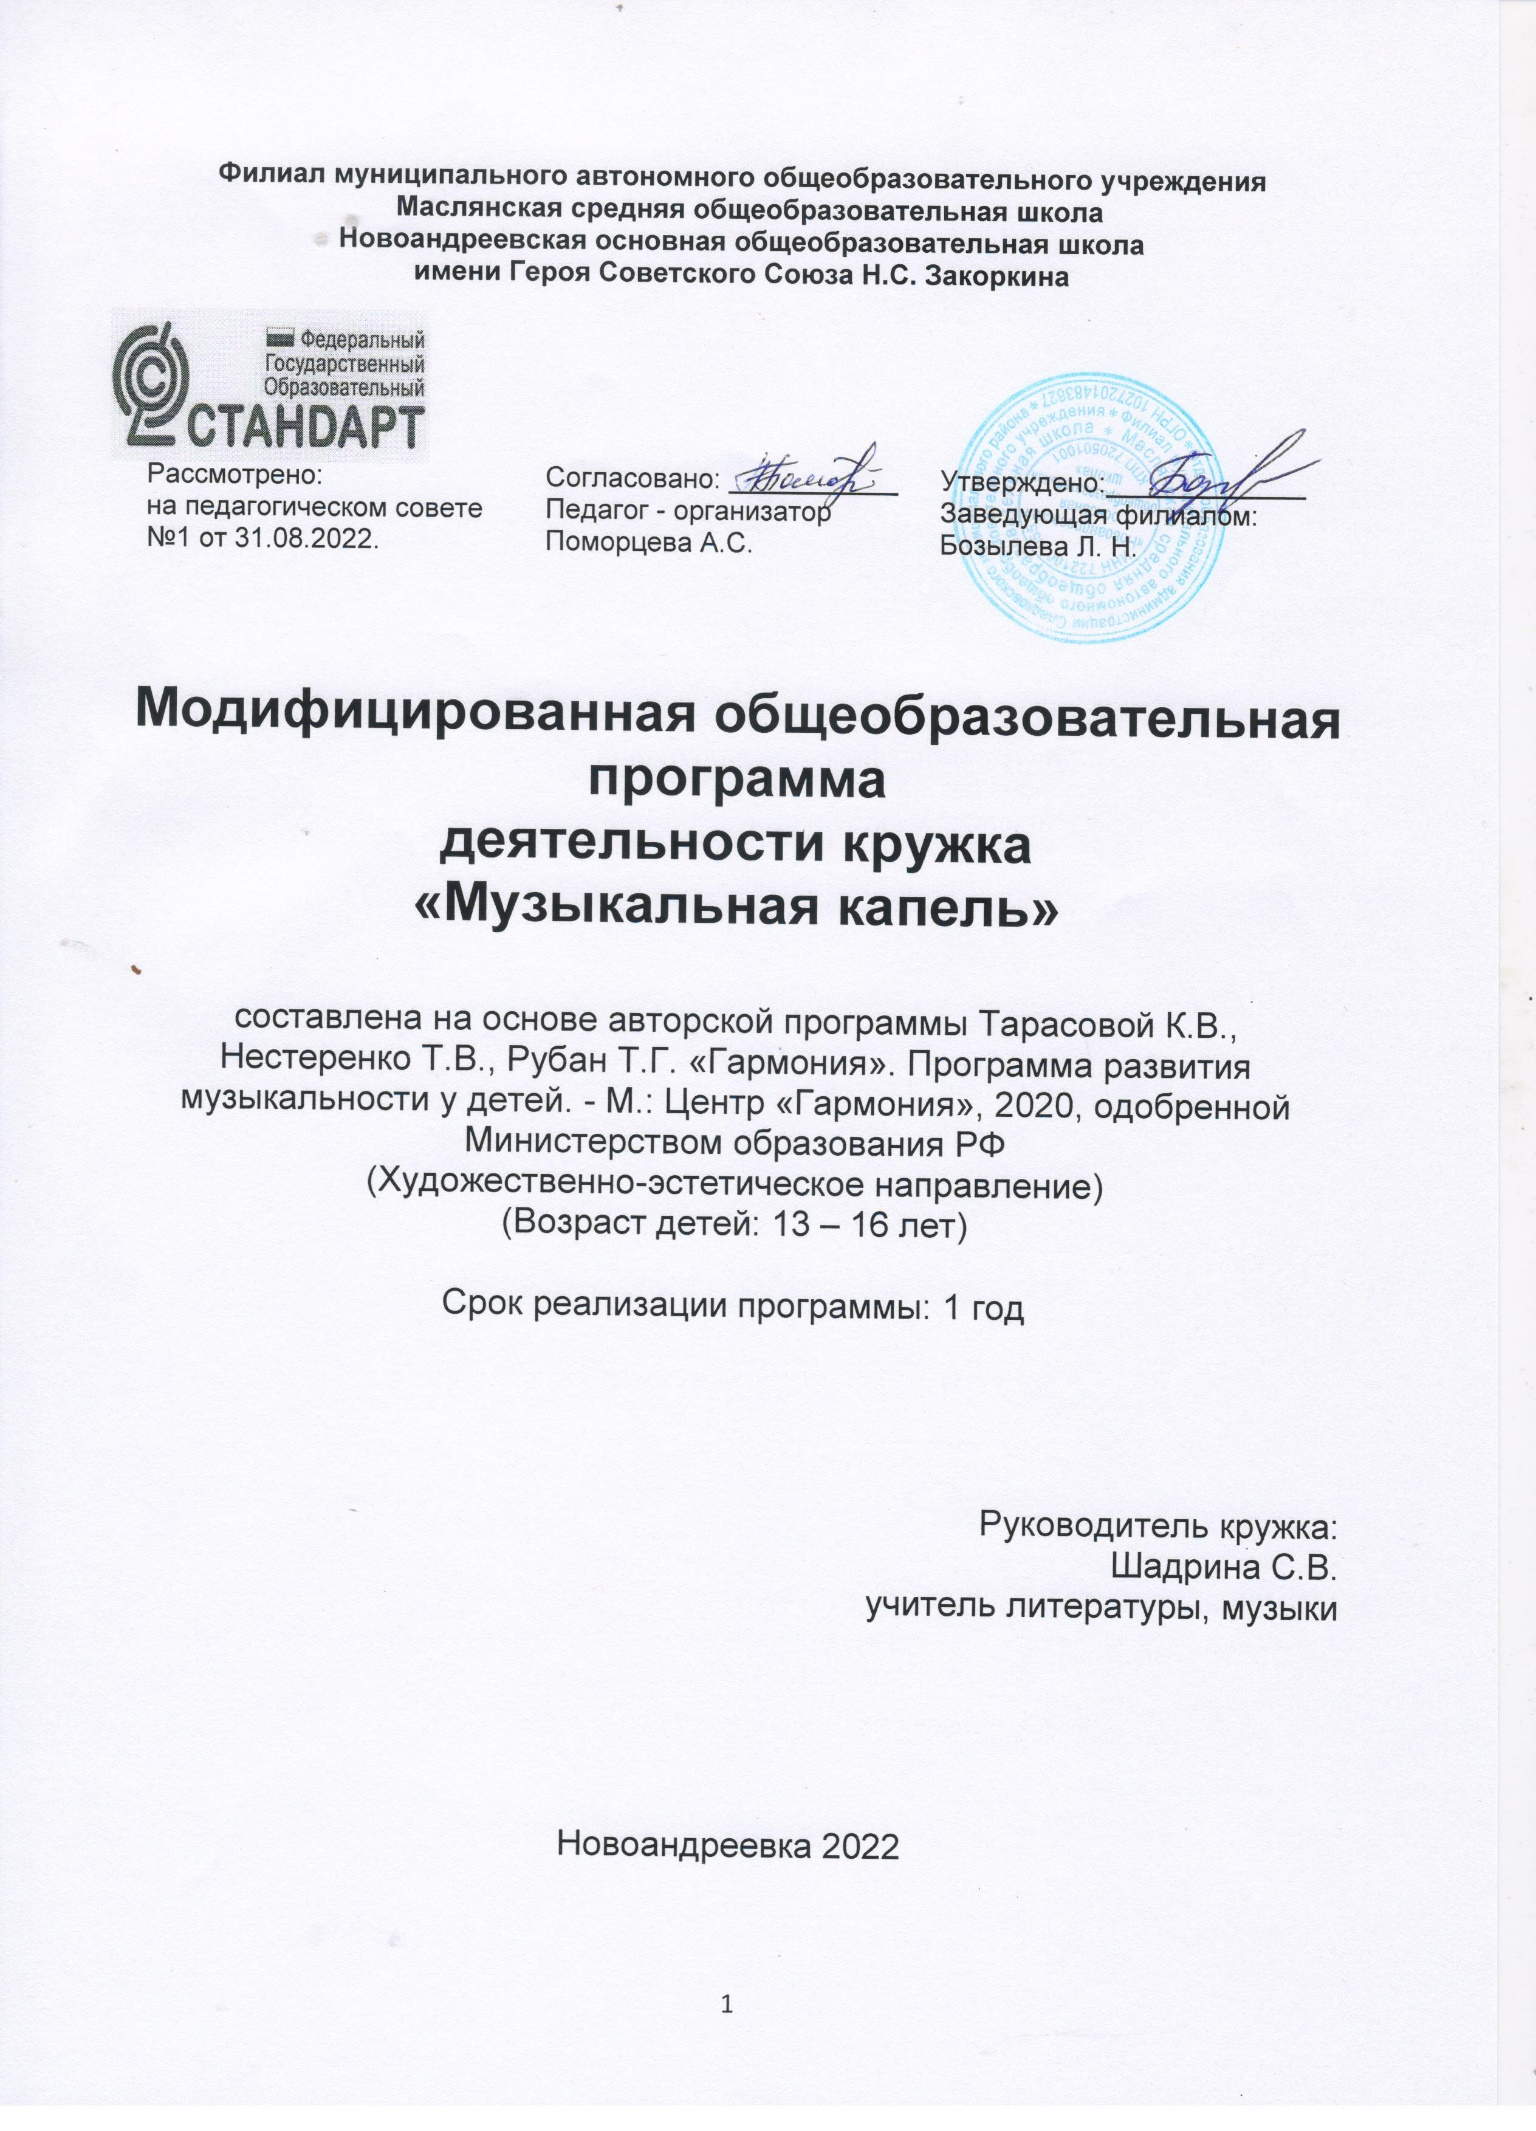 Филиал муниципального автономного общеобразовательного учреждения
Маслянская средняя общеобразовательная школа
Новоандреевская основная общеобразовательная школа
имени Героя Советского Союза Н.С. Закоркина
Федеральный
Государственный
Образовательный
СТАНДАРТ
Рассмотрено:
на педагогическом совете
№1 от 31.08.2022.
Согласовано:
Педагог - организатор
Поморцева А.С.
Утверждено:
Заведующая филиалом:
Бозылева Л. Н.
Модифицированная общеобразовательная
программа
деятельности кружка
«Музыкальная капель»
составлена на основе авторской программы Тарасовой К.В.,
Нестеренко Т.В., Рубан Т.Г. «Гармония». Программа развития
музыкальности у детей. - М.: Центр «Гармония», 2020, одобренной
Министерством образования РФ
(Художественно-эстетическое направление)
(Возраст детей: 13 – 16 лет)
Срок реализации программы: 1 год
Руководитель кружка:
Шадрина С.В.
учитель литературы, музыки
Новоандреевка 2022
1